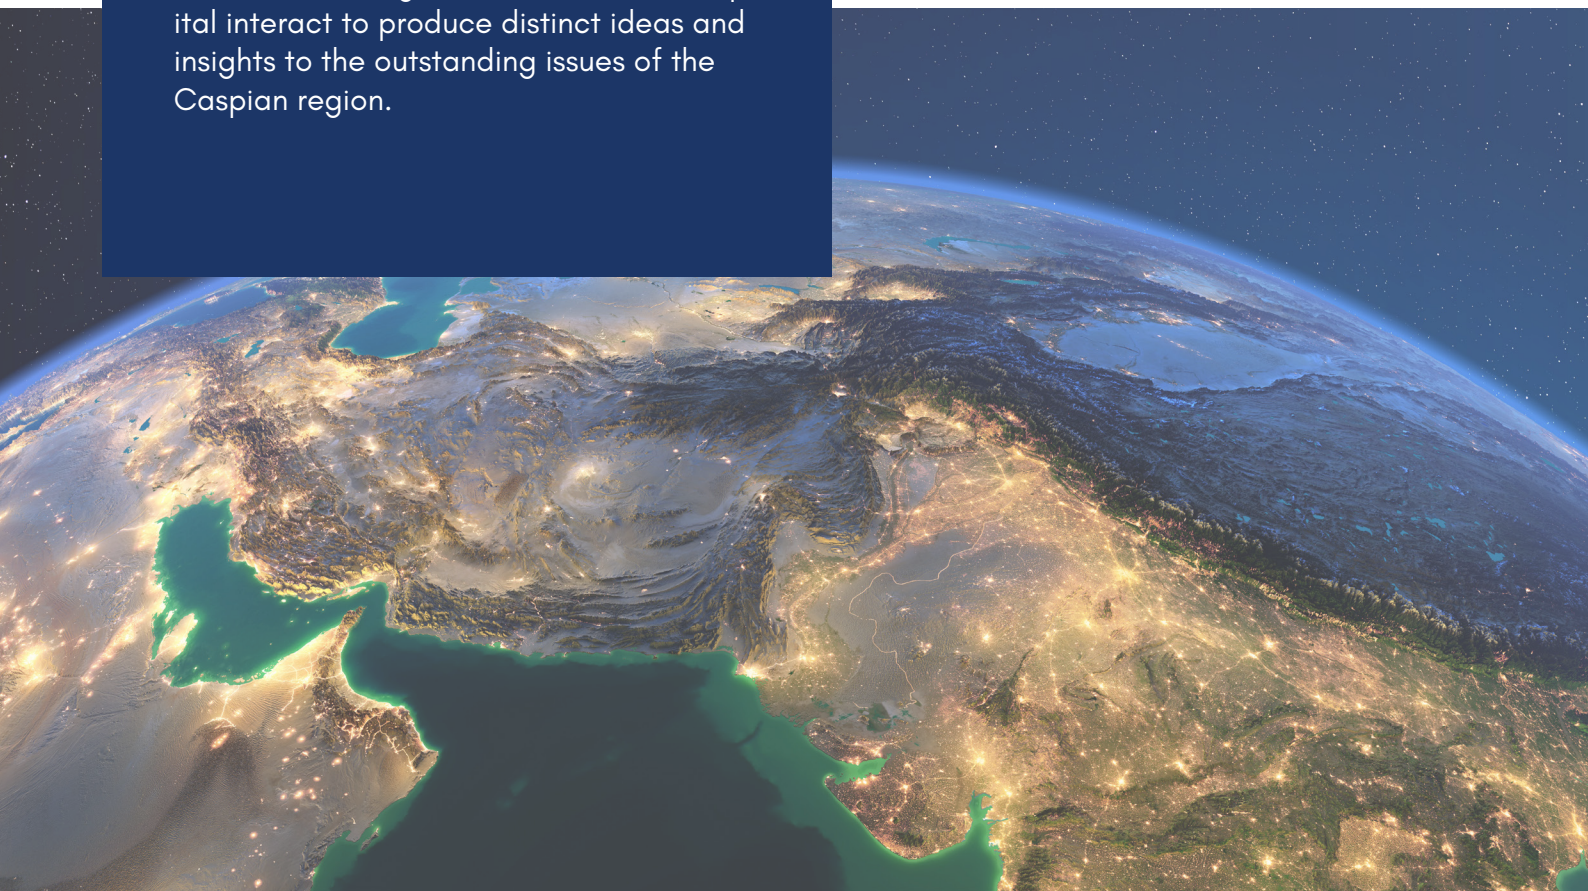 ital interact to produce distinct ideas and
insights to the outstanding issues of the
Caspian region.